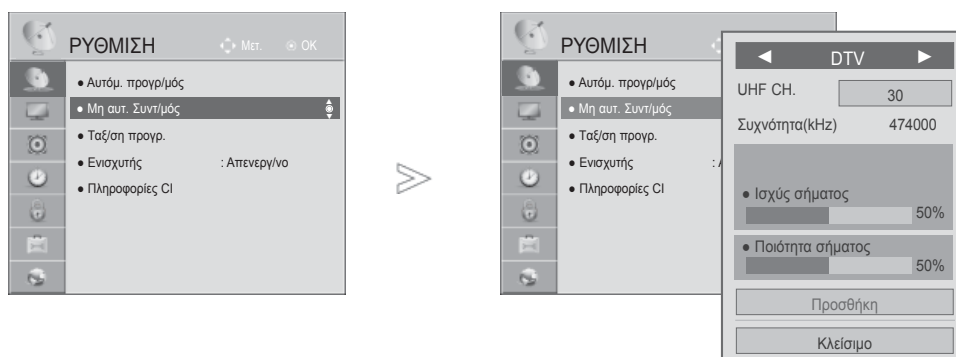 ΡΥΘΜΙΣΗ Μετ. OK
● Αυτόμ. προγρ/μός
● Μη αυτ. Συντ/μός
● Ταξ/ση προγρ.
● Ενισχυτής : Απενεργ/νο
● Πληροφορίες CI
ΡΥΘΜΙΣΗ
● Αυτόμ. προγρ/μός
● Μη αυτ. Συντ/μός
● Ταξ/ση προγρ.
● Ενισχυτής :
● Πληροφορίες CI
◄ DTV ►
UHF CH. 30
Συχνότητα(kHz) 474000
● Ισχύς σήματος
50%
● Ποιότητα σήματος
50%
Προσθήκη
Κλείσιμο